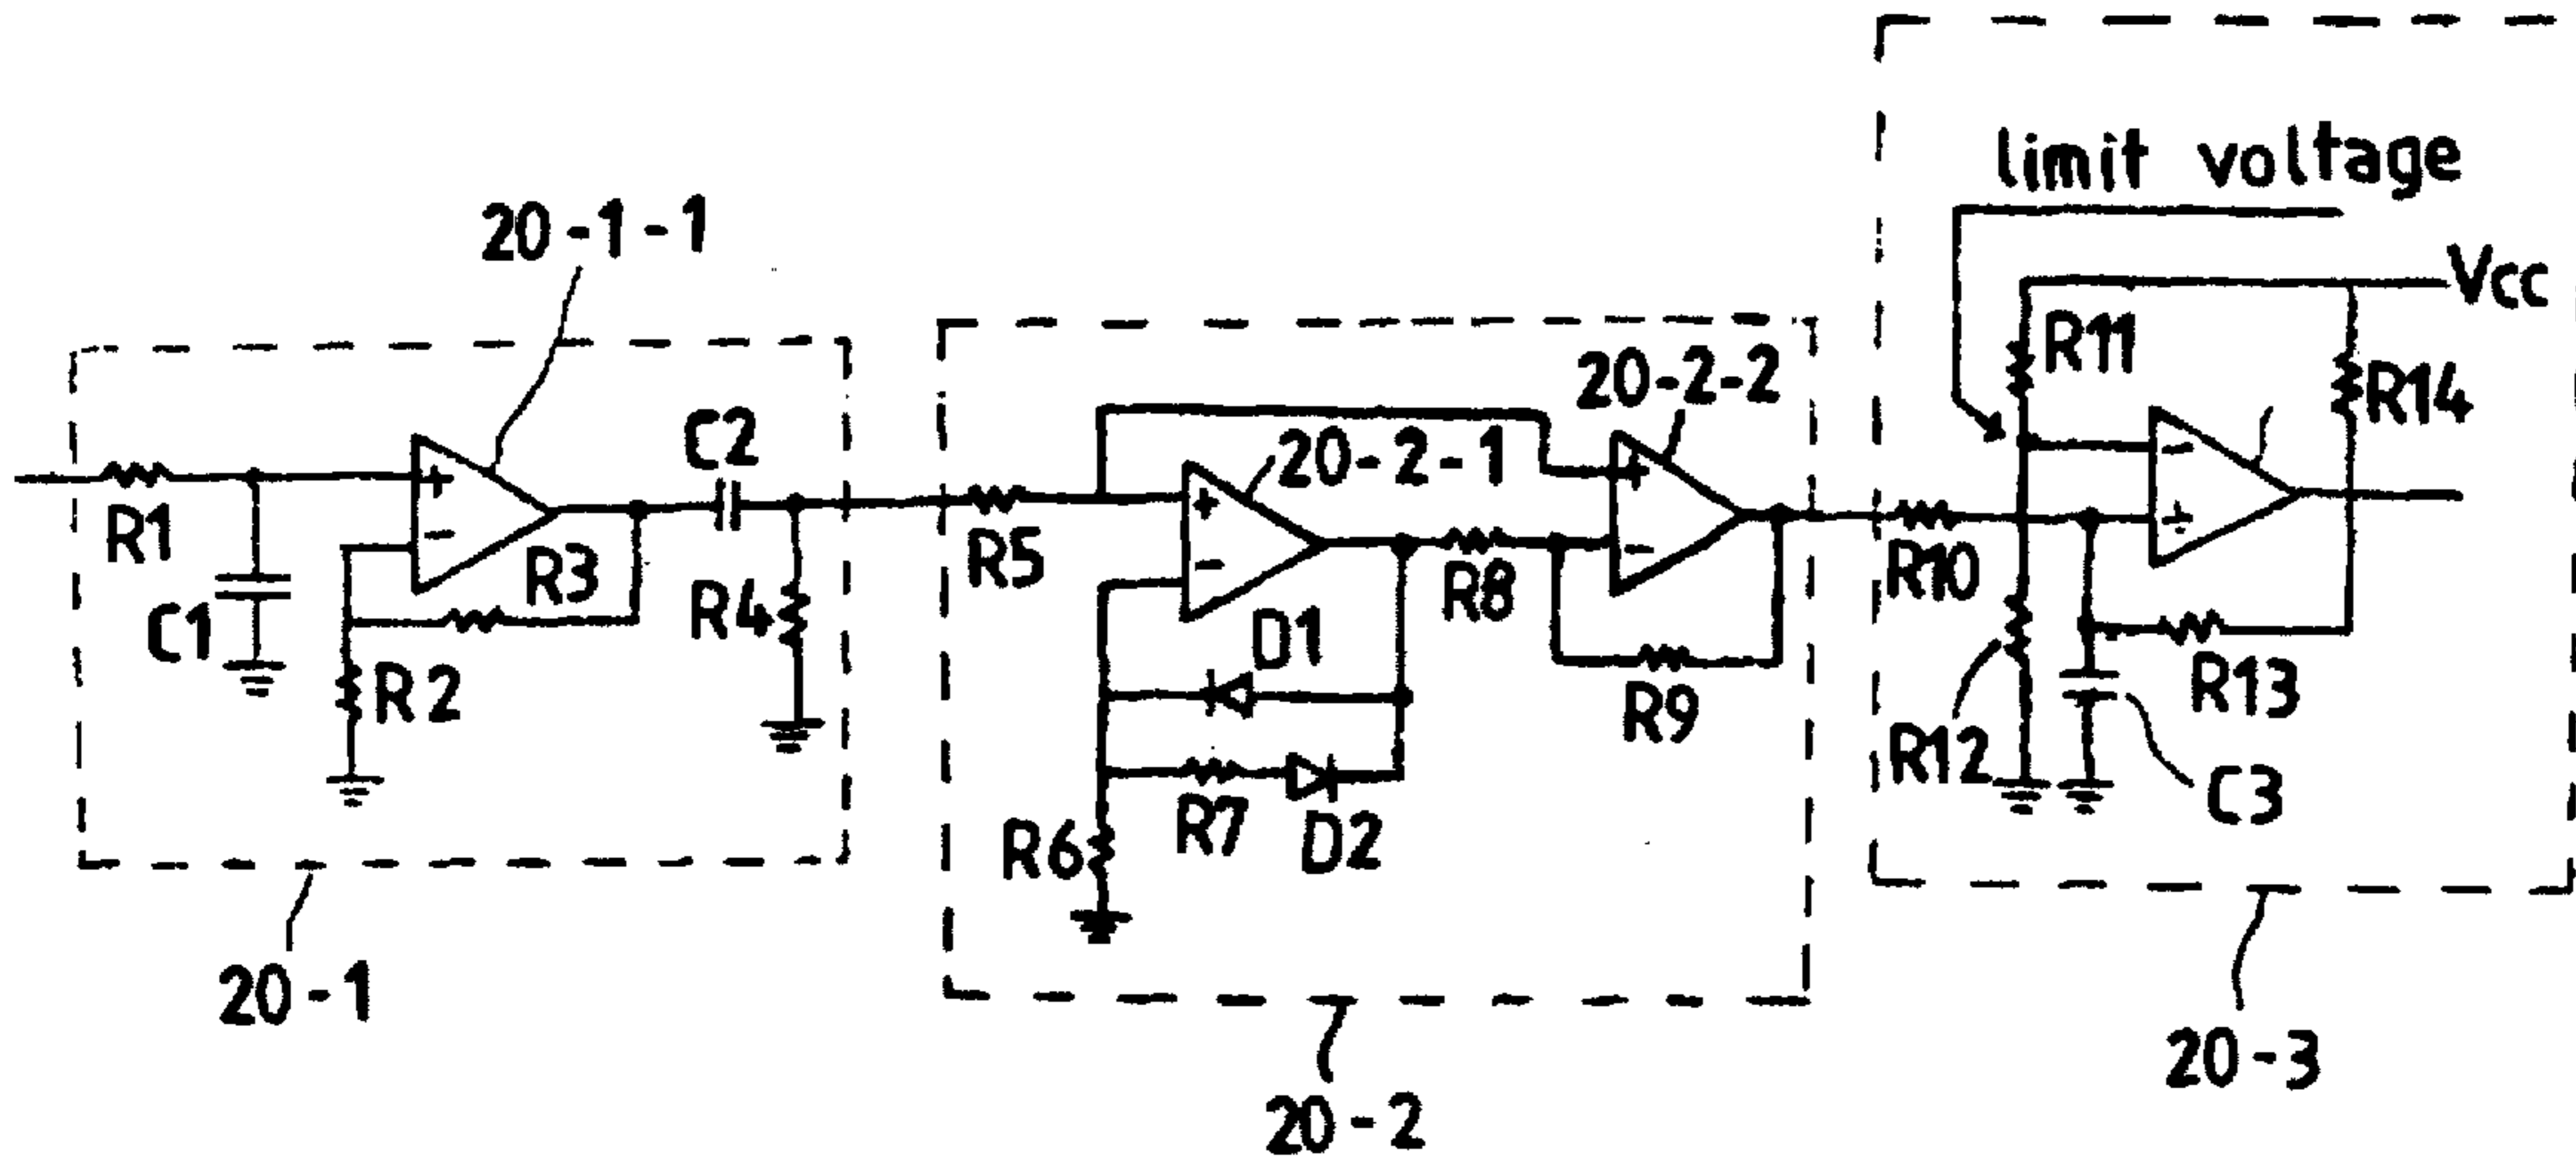 limit voltage
Vcc
20-1-1
R11
20-2-2
R14
C2
20-2-1
R1
R3
R5
R8
R10
C1
R4
D1
R2
R9
R13
R12
C3
R7
D2
R6
20-1
20-3
20-2
+
-
+
-
+
-
-
+